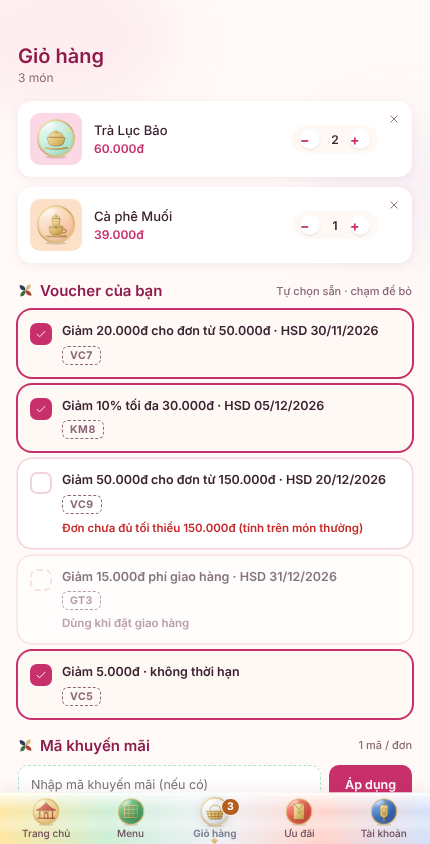 Giỏ hàng
3 món
Trà Lục Bảo
60.000đ
− 2 +
Cà phê Muối
39.000đ
− 1 +
Voucher của bạn
Tự chọn sẵn · chạm để bỏ
Giảm 20.000đ cho đơn từ 50.000đ · HSD 30/11/2026
VC7
Giảm 10% tối đa 30.000đ · HSD 05/12/2026
KM8
Giảm 50.000đ cho đơn từ 150.000đ · HSD 20/12/2026
VC9
Đơn chưa đủ tối thiểu 150.000đ (tính trên món thường)
Giảm 15.000đ phí giao hàng · HSD 31/12/2026
GT3
Dùng khi đặt giao hàng
Giảm 5.000đ · không thời hạn
VC5
Mã khuyến mãi
1 mã / đơn
Nhập mã khuyến mãi (nếu có)
Áp dụng
3
Trang chủ
Menu
Giỏ hàng
Ưu đãi
Tài khoản